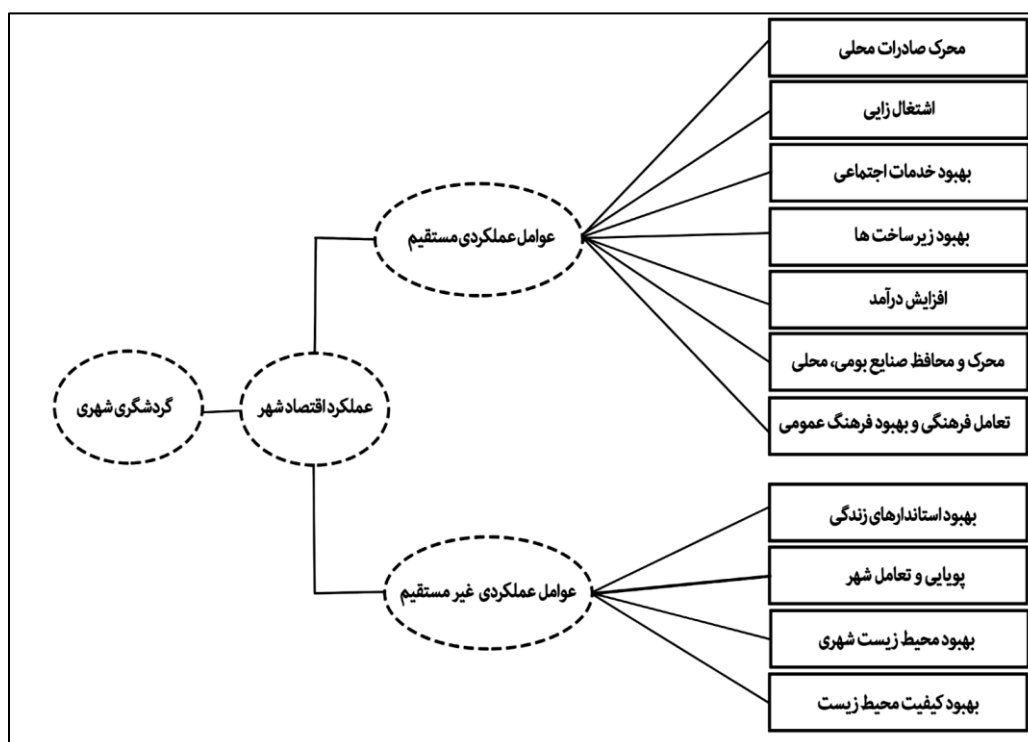 محرک صادرات محلی
اشتغال زایی
بهبود خدمات اجتماعی
عوامل عملکردی مستقیم
بهبود زیرساخت ها
افزایش درآمد
محرک و محافظ صنایع بومی، محلی
تعامل فرهنگی و بهبود فرهنگ عمومی
عملکرد اقتصاد شهر
گردشگری شهری
بهبود استاندارهای زندگی
پویایی و تعامل شهر
عوامل عملکردی غیر مستقیم
بهبود محیط زیست شهری
بهبود کیفیت محیط زیست